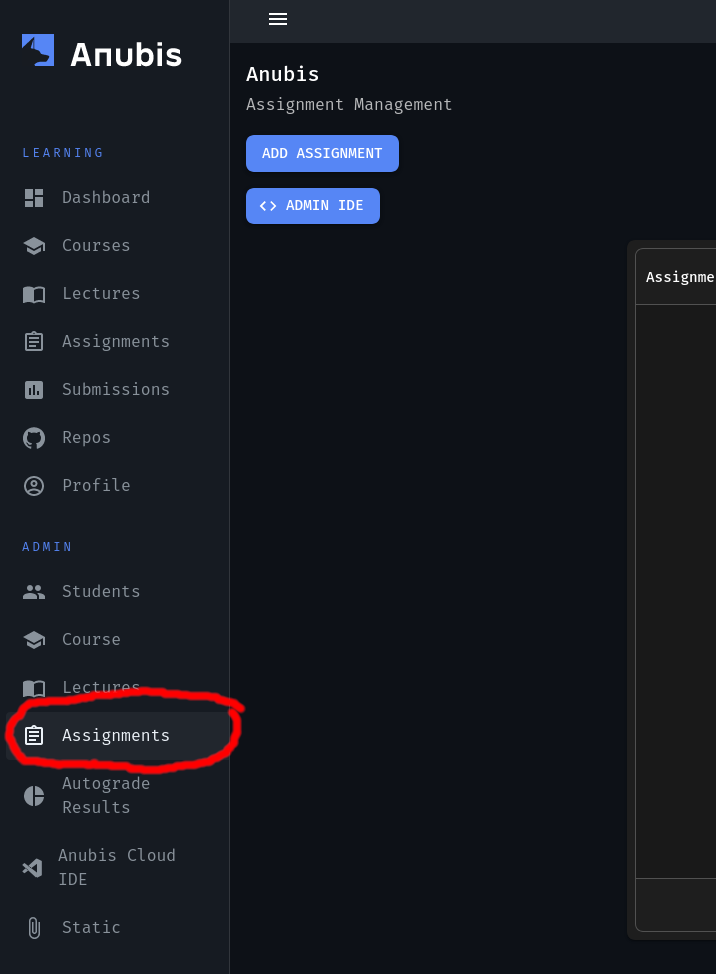 Anubis
LEARNING
Dashboard
Courses
Lectures
Assignments
Submissions
Repos
Profile
ADMIN
Students
Course
Lectures
Assignments
Autograde
Results
Anubis Cloud
IDE
Static
Anubis
Assignment Management
ADD ASSIGNMENT
<> ADMIN IDE
Assignme